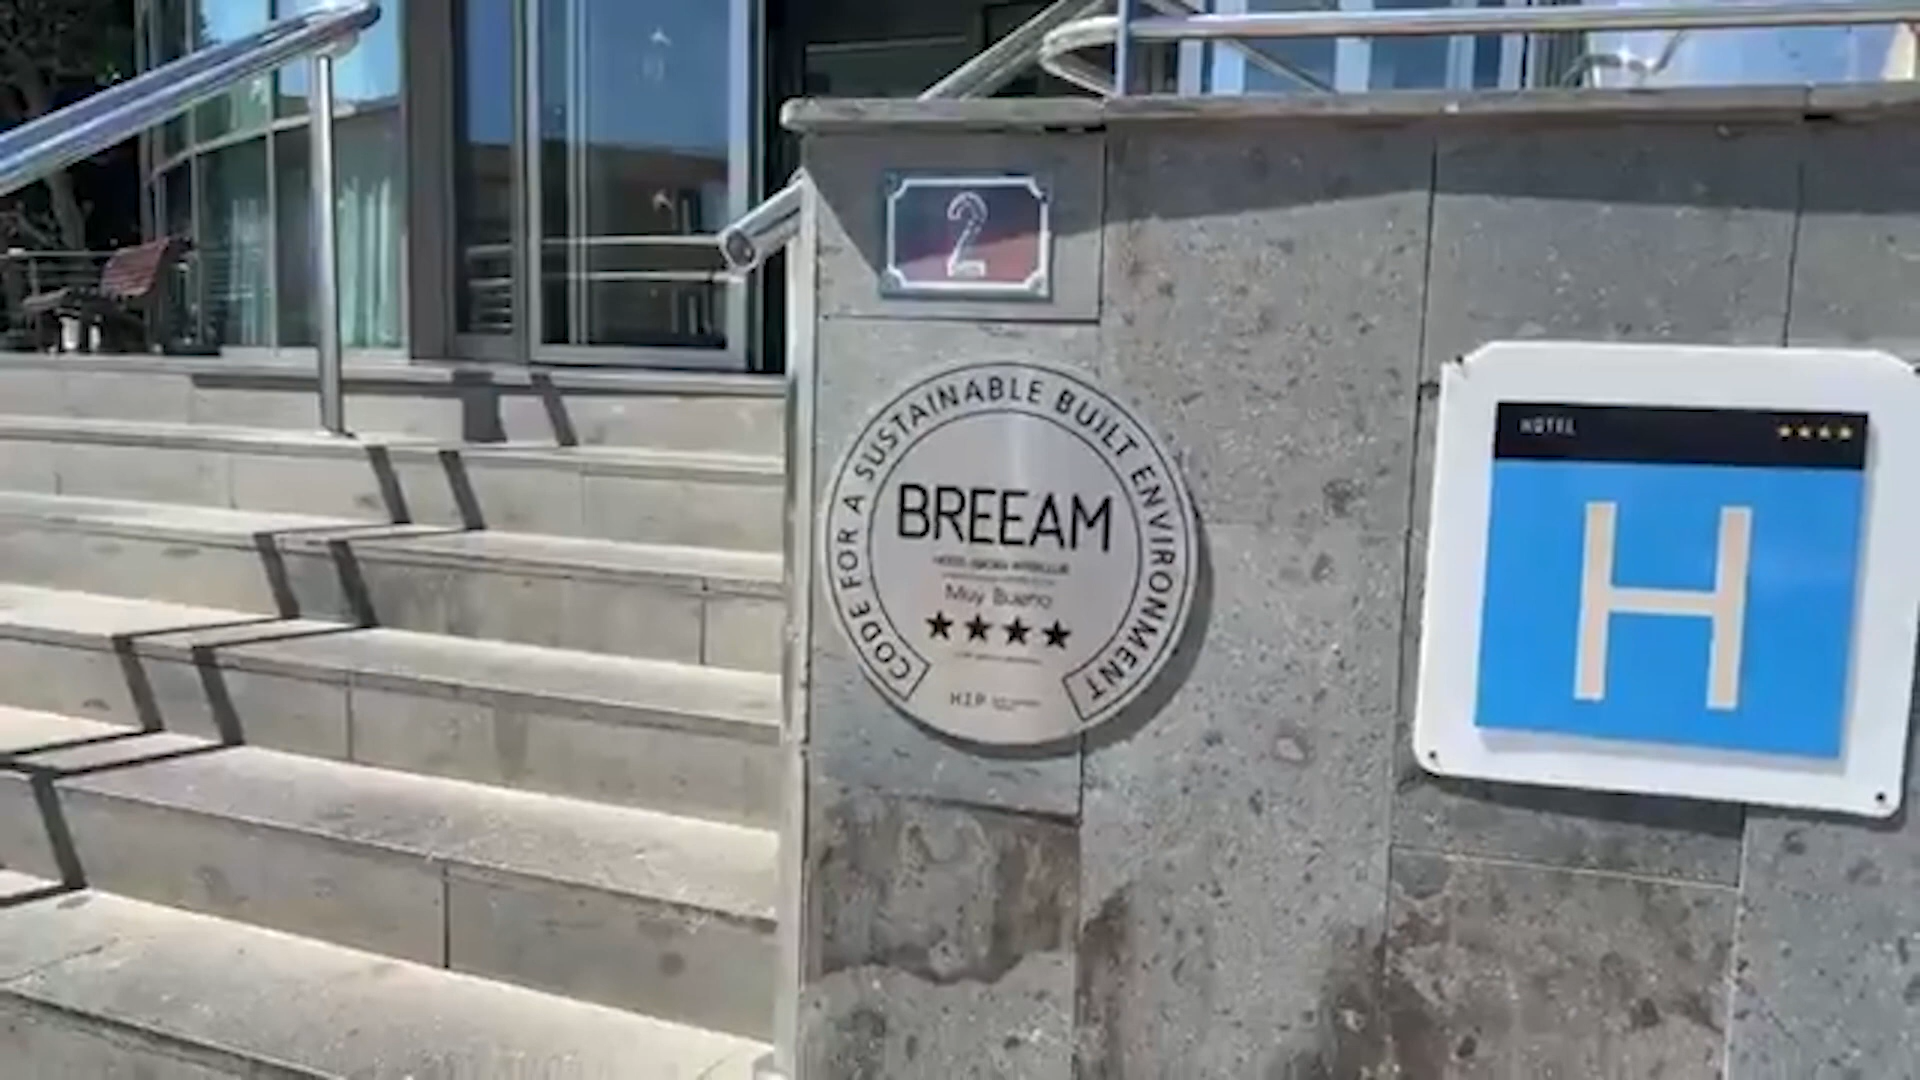 2
CODE FOR A SUSTAINABLE BUILT ENVIRONMENT
BREEAM
Muy Bueno
HIP
HOTEL
H